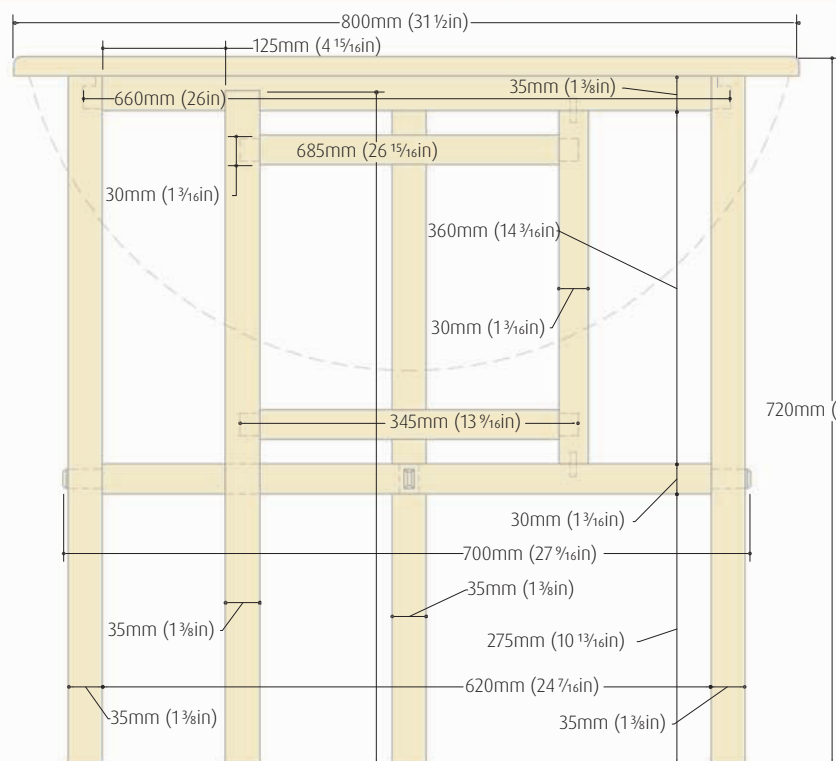 800mm (31 ½in)
125mm (4 15/16in)
660mm (26in)
35mm (1⅜in)
685mm (26 15/16in)
30mm (1 3/16in)
360mm (14 3/16in)
30mm (1 3/16in)
720mm (
345mm (13 9/16in)
30mm (1 3/16in)
700mm (27 9/16in)
35mm (1⅜in)
35mm (1⅜in)
275mm (10 13/16in)
620mm (24 7/16in)
35mm (1⅜in)
35mm (1⅜in)